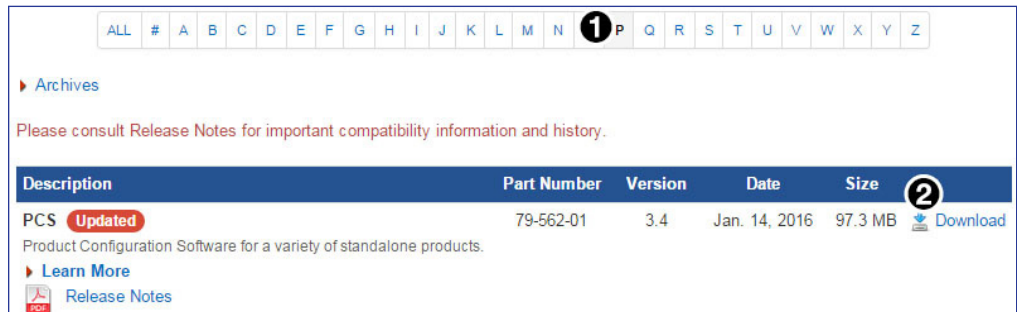 ALL # A B C D E F G H I J K L M N 1 P Q R S T U V W X Y Z
Archives
Please consult Release Notes for important compatibility information and history.
Description Part Number Version Date Size 2
PCS Updated 79-562-01 3.4 Jan. 14, 2016 97.3 MB Download
Product Configuration Software for a variety of standalone products.
Learn More
PDF Release Notes